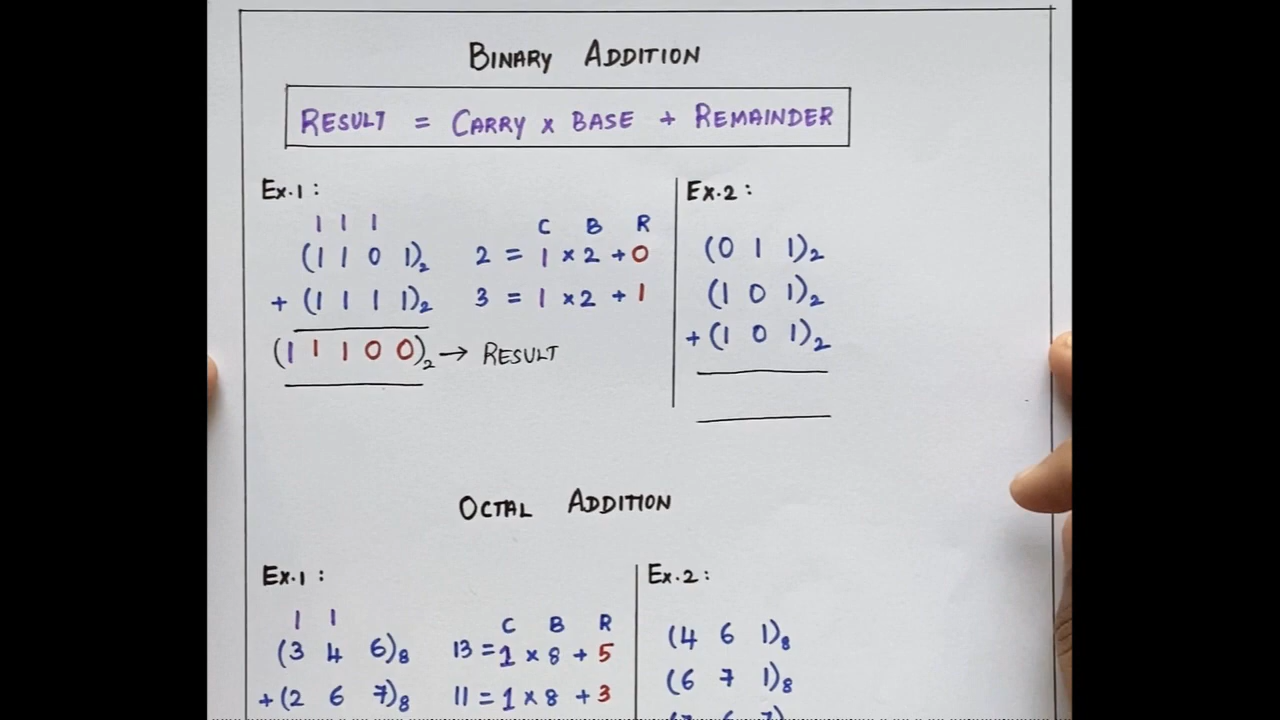 BINARY ADDITION
RESULT = CARRY × BASE + REMAINDER
Ex.1 :
1 1 1
(1 1 0 1)₂
+ (1 1 1 1)₂
(1 1 1 0 0)₂ → RESULT
C B R
2 = 1 × 2 + 0
3 = 1 × 2 + 1
Ex.2 :
(0 1 1)₂
(1 0 1)₂
+ (1 0 1)₂
OCTAL ADDITION
Ex.1 :
1 1
(3 4 6)₈
+ (2 6 7)₈
C B R
13 = 1 × 8 + 5
11 = 1 × 8 + 3
Ex.2 :
(4 6 1)₈
(6 7 1)₈